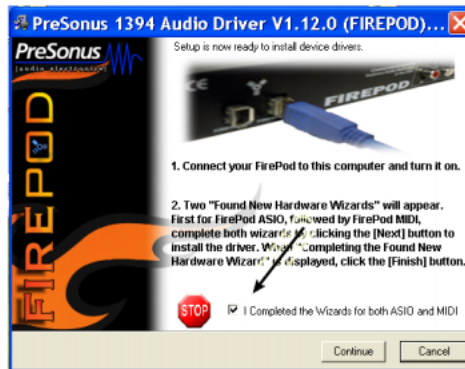 PreSonus 1394 Audio Driver V1.12.0 (FIREPOD)...
PreSonus
[audio electronics]
Setup is now ready to install device drivers.
FIREPOD
FIREPOD
1. Connect your FirePod to this computer and turn it on.
2. Two "Found New Hardware Wizards" will appear.
First for FirePod ASIO, followed by FirePod MIDI,
complete both wizards by clicking the [Next] button to
install the driver. When "Completing the Found New
Hardware Wizard" is displayed, click the [Finish] button.
STOP
I Completed the Wizards for both ASIO and MIDI
Continue
Cancel